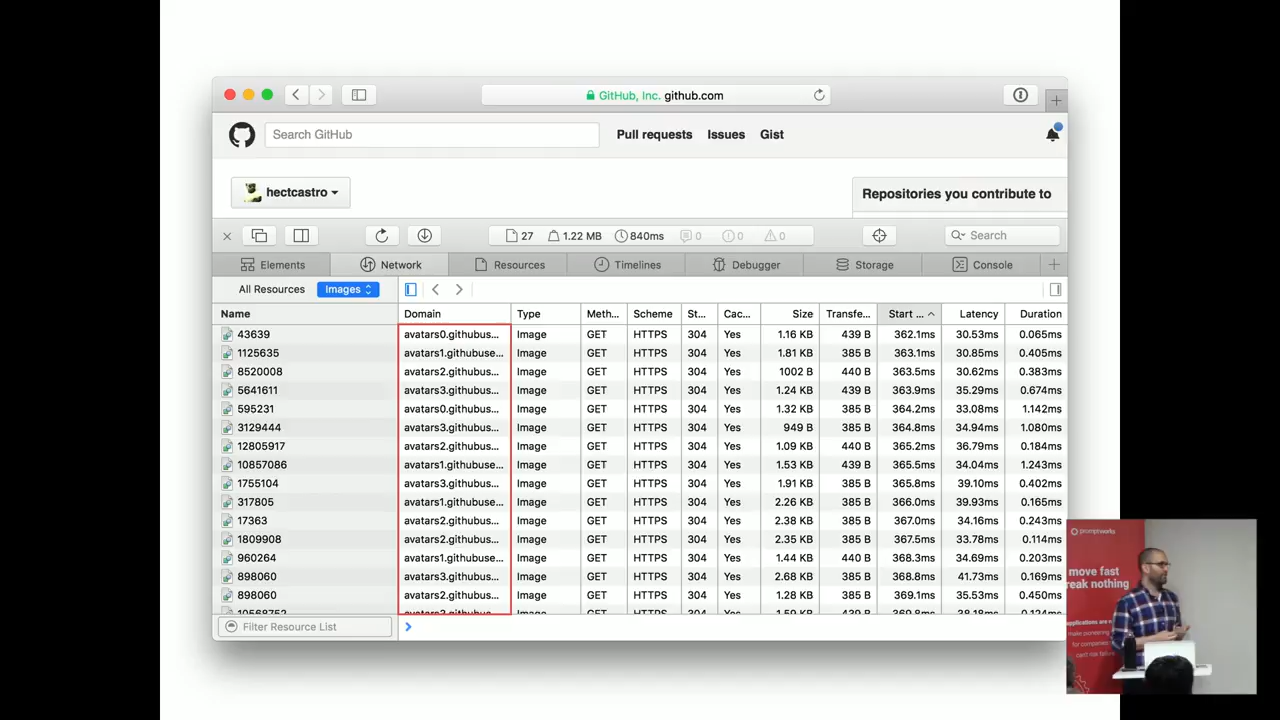 GitHub, Inc. github.com
Search GitHub Pull requests Issues Gist
hectcastro Repositories you contribute to
27 1.22 MB 840ms 0 0 0 Search
Elements Network Resources Timelines Debugger Storage Console
All Resources Images
Name Domain Type Meth... Scheme St... Cac... Size Transfe... Start ... Latency Duration
43639 avatars0.githubus... Image GET HTTPS 304 Yes 1.16 KB 439 B 362.1ms 30.53ms 0.065ms
1125635 avatars1.githubuse... Image GET HTTPS 304 Yes 1.81 KB 385 B 363.1ms 30.85ms 0.405ms
8520008 avatars2.githubus... Image GET HTTPS 304 Yes 1002 B 440 B 363.5ms 30.62ms 0.383ms
5641611 avatars3.githubus... Image GET HTTPS 304 Yes 1.24 KB 439 B 363.9ms 35.29ms 0.674ms
595231 avatars0.githubus... Image GET HTTPS 304 Yes 1.32 KB 385 B 364.2ms 33.08ms 1.142ms
3129444 avatars3.githubus... Image GET HTTPS 304 Yes 949 B 385 B 364.8ms 34.94ms 1.080ms
12805917 avatars2.githubus... Image GET HTTPS 304 Yes 1.09 KB 440 B 365.2ms 36.79ms 0.184ms
10857086 avatars1.githubuse... Image GET HTTPS 304 Yes 1.53 KB 439 B 365.5ms 34.04ms 1.243ms
1755104 avatars3.githubus... Image GET HTTPS 304 Yes 1.91 KB 385 B 365.8ms 39.10ms 0.402ms
317805 avatars1.githubuse... Image GET HTTPS 304 Yes 2.26 KB 385 B 366.0ms 39.93ms 0.165ms
17363 avatars2.githubus... Image GET HTTPS 304 Yes 2.38 KB 385 B 367.0ms 34.16ms 0.243ms
1809908 avatars2.githubus... Image GET HTTPS 304 Yes 2.35 KB 385 B 367.5ms 33.78ms 0.114ms
960264 avatars1.githubuse... Image GET HTTPS 304 Yes 1.44 KB 440 B 368.3ms 34.69ms 0.203ms
898060 avatars3.githubus... Image GET HTTPS 304 Yes 2.68 KB 385 B 368.8ms 41.73ms 0.169ms
898060 avatars2.githubus... Image GET HTTPS 304 Yes 1.28 KB 385 B 369.1ms 35.53ms 0.450ms
Filter Resource List
promptworks
move fast
reak nothing
applications are
make pioneering
for companies
can't risk failure